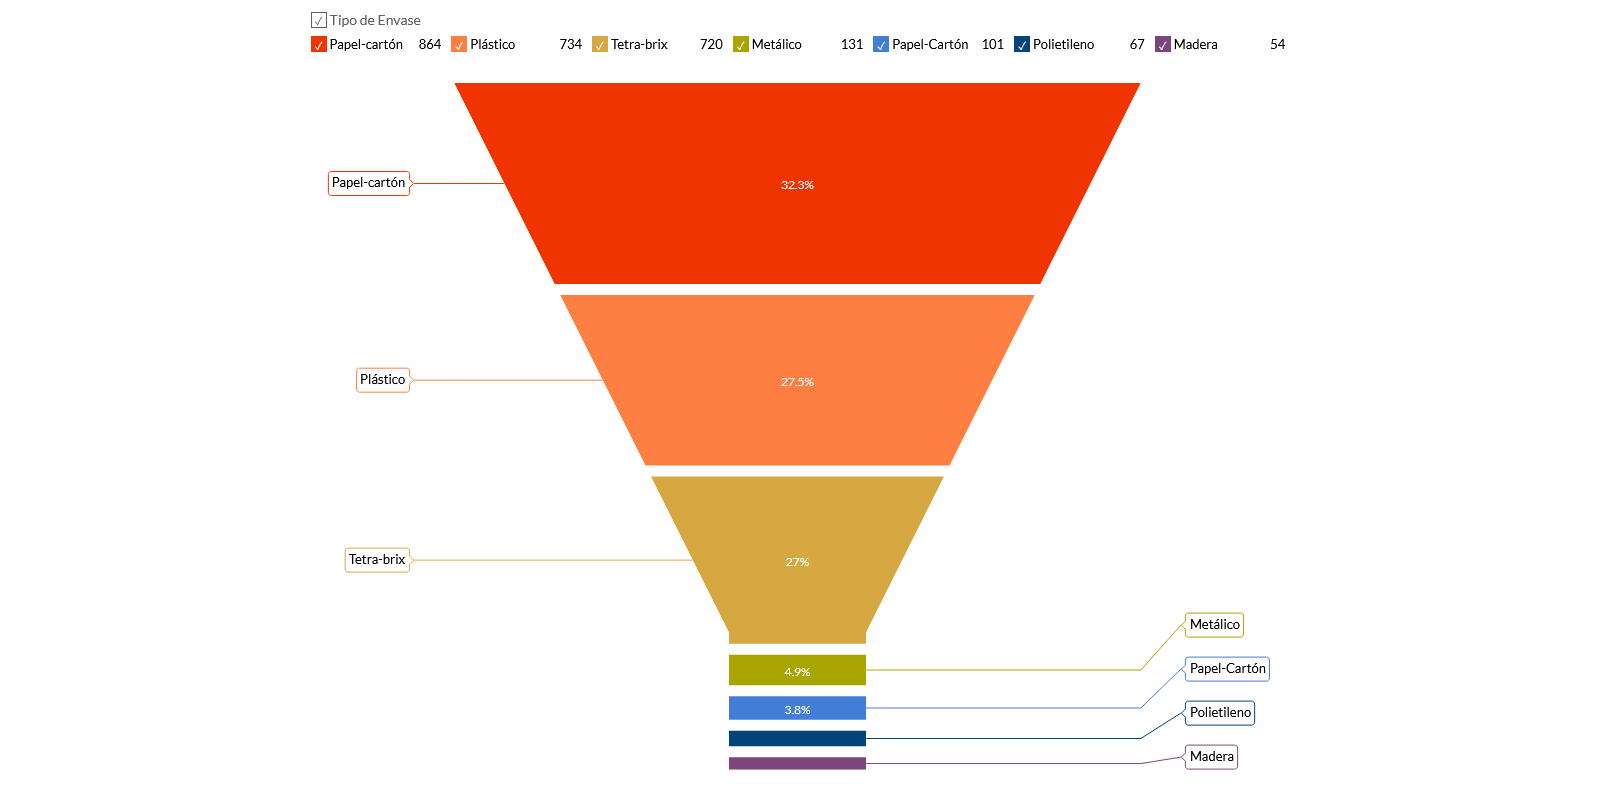 Tipo de Envase
Papel-cartón 864 Plástico 734 Tetra-brix 720 Metálico 131 Papel-Cartón 101 Polietileno 67 Madera 54
32.3%
Papel-cartón
27.5%
Plástico
27%
Tetra-brix
Metálico
4.9%
Papel-Cartón
3.8%
Polietileno
Madera